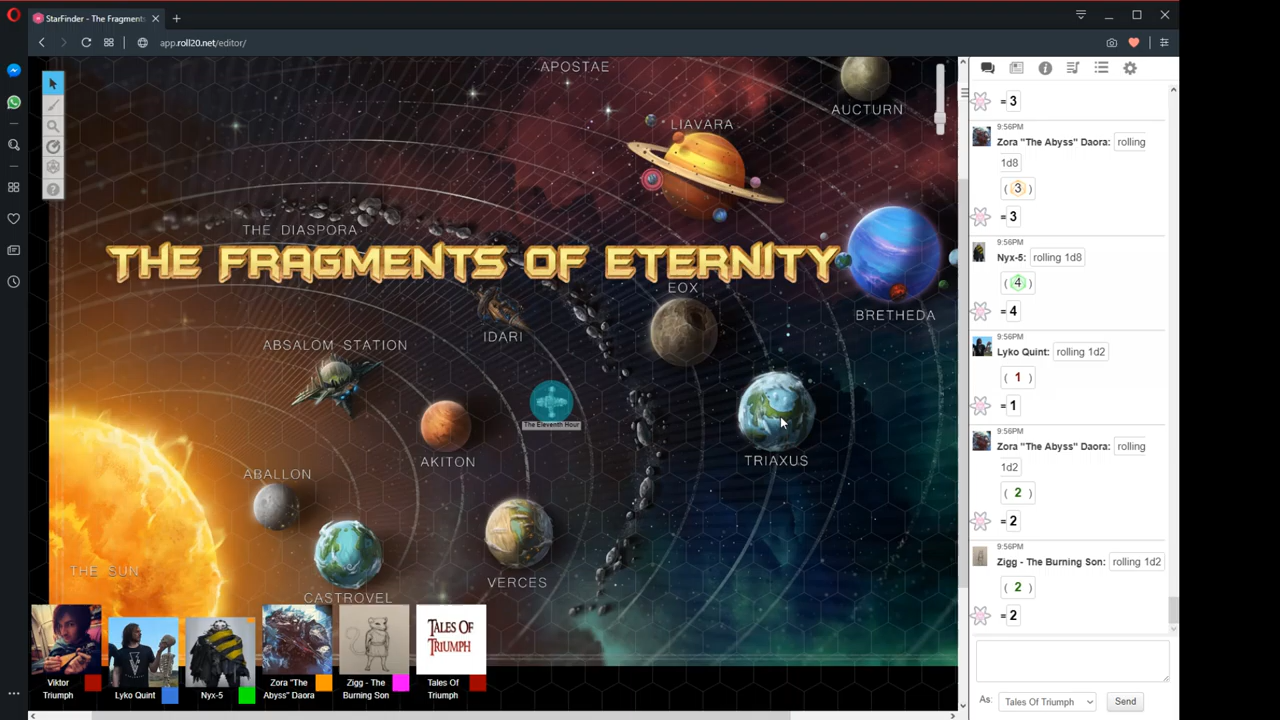 StarFinder - The Fragments
app.roll20.net/editor/
APOSTAE
AUCTURN
LIAVARA
THE DIASPORA
THE FRAGMENTS OF ETERNITY
EOX
BRETHEDA
IDARI
ABSALOM STATION
The Eleventh Hour
AKITON
TRIAXUS
ABALLON
VERCES
THE SUN
CASTROVEL
TALES OF
TRIUMPH
Viktor
Triumph
Lyko Quint
Nyx-5
Zora "The
Abyss" Daora
Zigg - The
Burning Son
Tales Of
Triumph
= 3
9:56PM
Zora "The Abyss" Daora: rolling
1d8
( 3 )
= 3
9:56PM
Nyx-5: rolling 1d8
( 4 )
= 4
Lyko Quint: rolling 1d2
( 1 )
= 1
9:56PM
Zora "The Abyss" Daora: rolling
1d2
( 2 )
= 2
9:56PM
Zigg - The Burning Son: rolling 1d2
( 2 )
= 2
As: Tales Of Triumph
Send